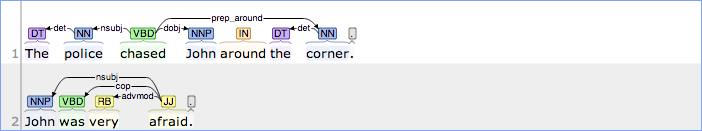 prep_around
DT det NN nsubj VBD dobj NNP IN DT det NN .
1 The police chased John around the corner.
nsubj
cop
NNP VBD RB advmod JJ .
2 John was very afraid.